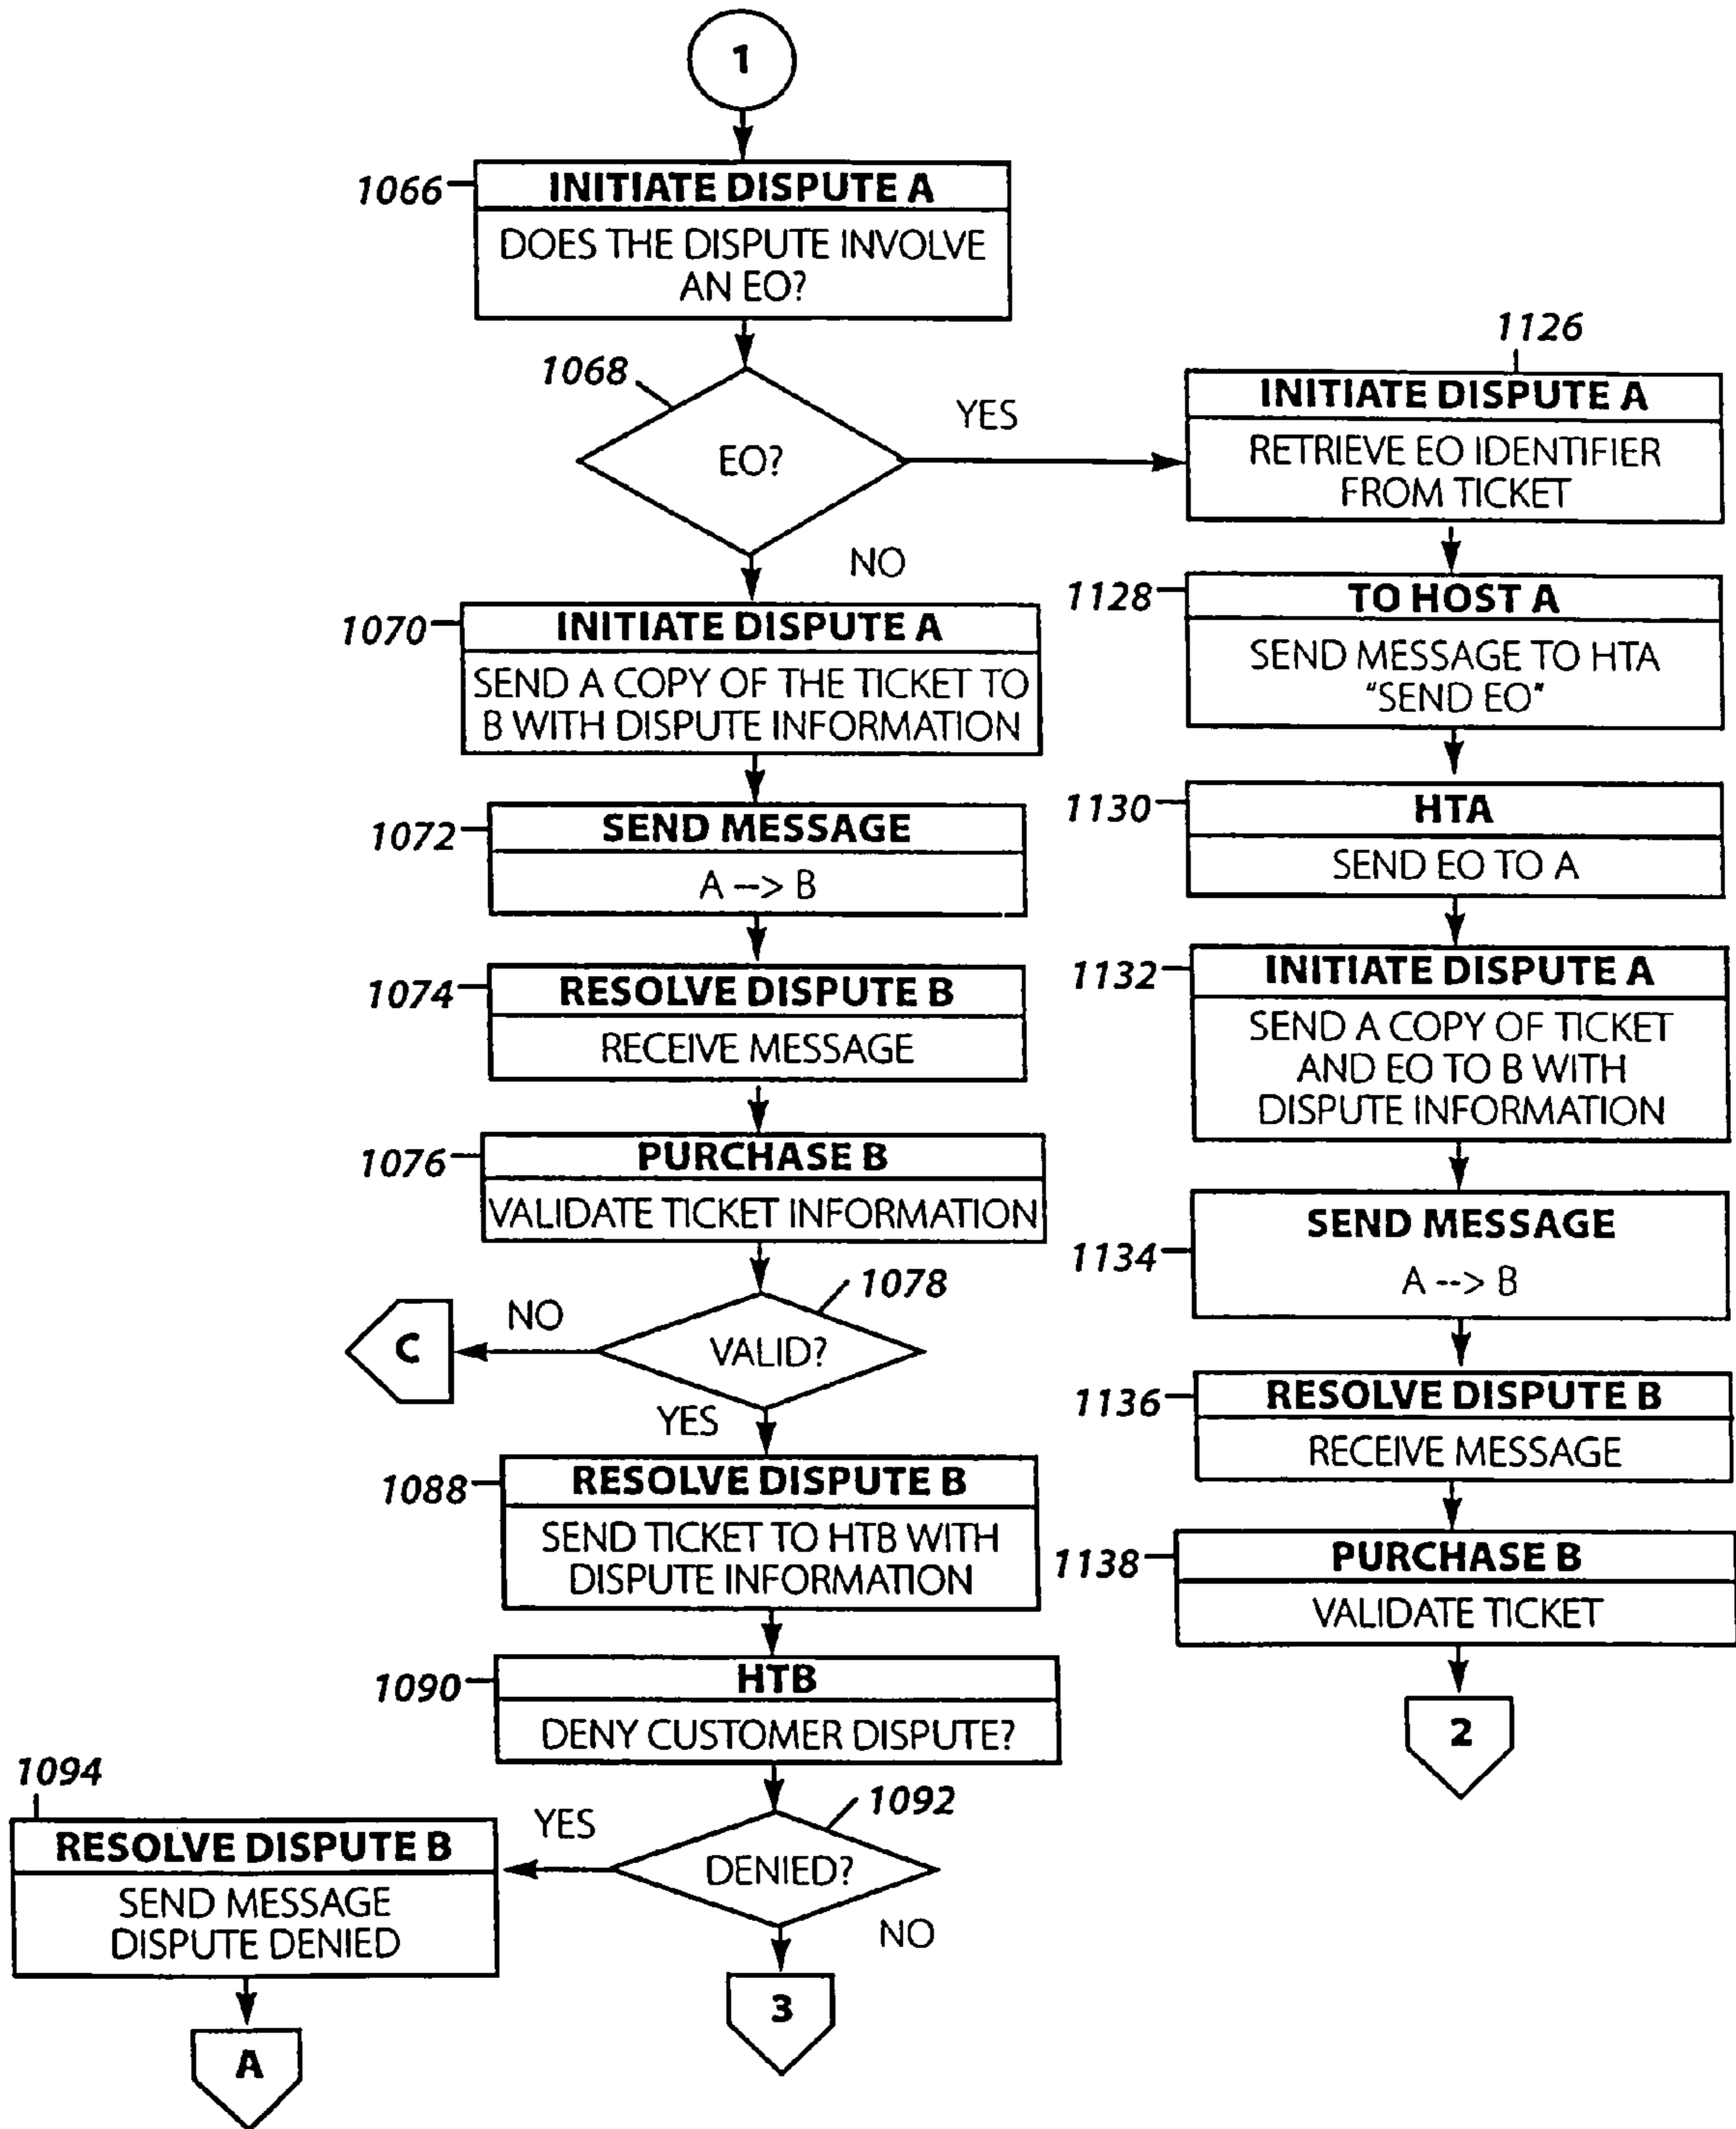 1
1066
INITIATE DISPUTE A
DOES THE DISPUTE INVOLVE
AN EO?
1068
EO?
YES
NO
1070
INITIATE DISPUTE A
SEND A COPY OF THE TICKET TO
B WITH DISPUTE INFORMATION
1072
SEND MESSAGE
A --> B
1074
RESOLVE DISPUTE B
RECEIVE MESSAGE
1076
PURCHASE B
VALIDATE TICKET INFORMATION
1078
VALID?
NO
C
YES
1088
RESOLVE DISPUTE B
SEND TICKET TO HTB WITH
DISPUTE INFORMATION
1090
HTB
DENY CUSTOMER DISPUTE?
1092
DENIED?
YES
NO
1094
RESOLVE DISPUTE B
SEND MESSAGE
DISPUTE DENIED
A
3
1126
INITIATE DISPUTE A
RETRIEVE EO IDENTIFIER
FROM TICKET
1128
TO HOST A
SEND MESSAGE TO HTA
"SEND EO"
1130
HTA
SEND EO TO A
1132
INITIATE DISPUTE A
SEND A COPY OF TICKET
AND EO TO B WITH
DISPUTE INFORMATION
1134
SEND MESSAGE
A --> B
1136
RESOLVE DISPUTE B
RECEIVE MESSAGE
1138
PURCHASE B
VALIDATE TICKET
2